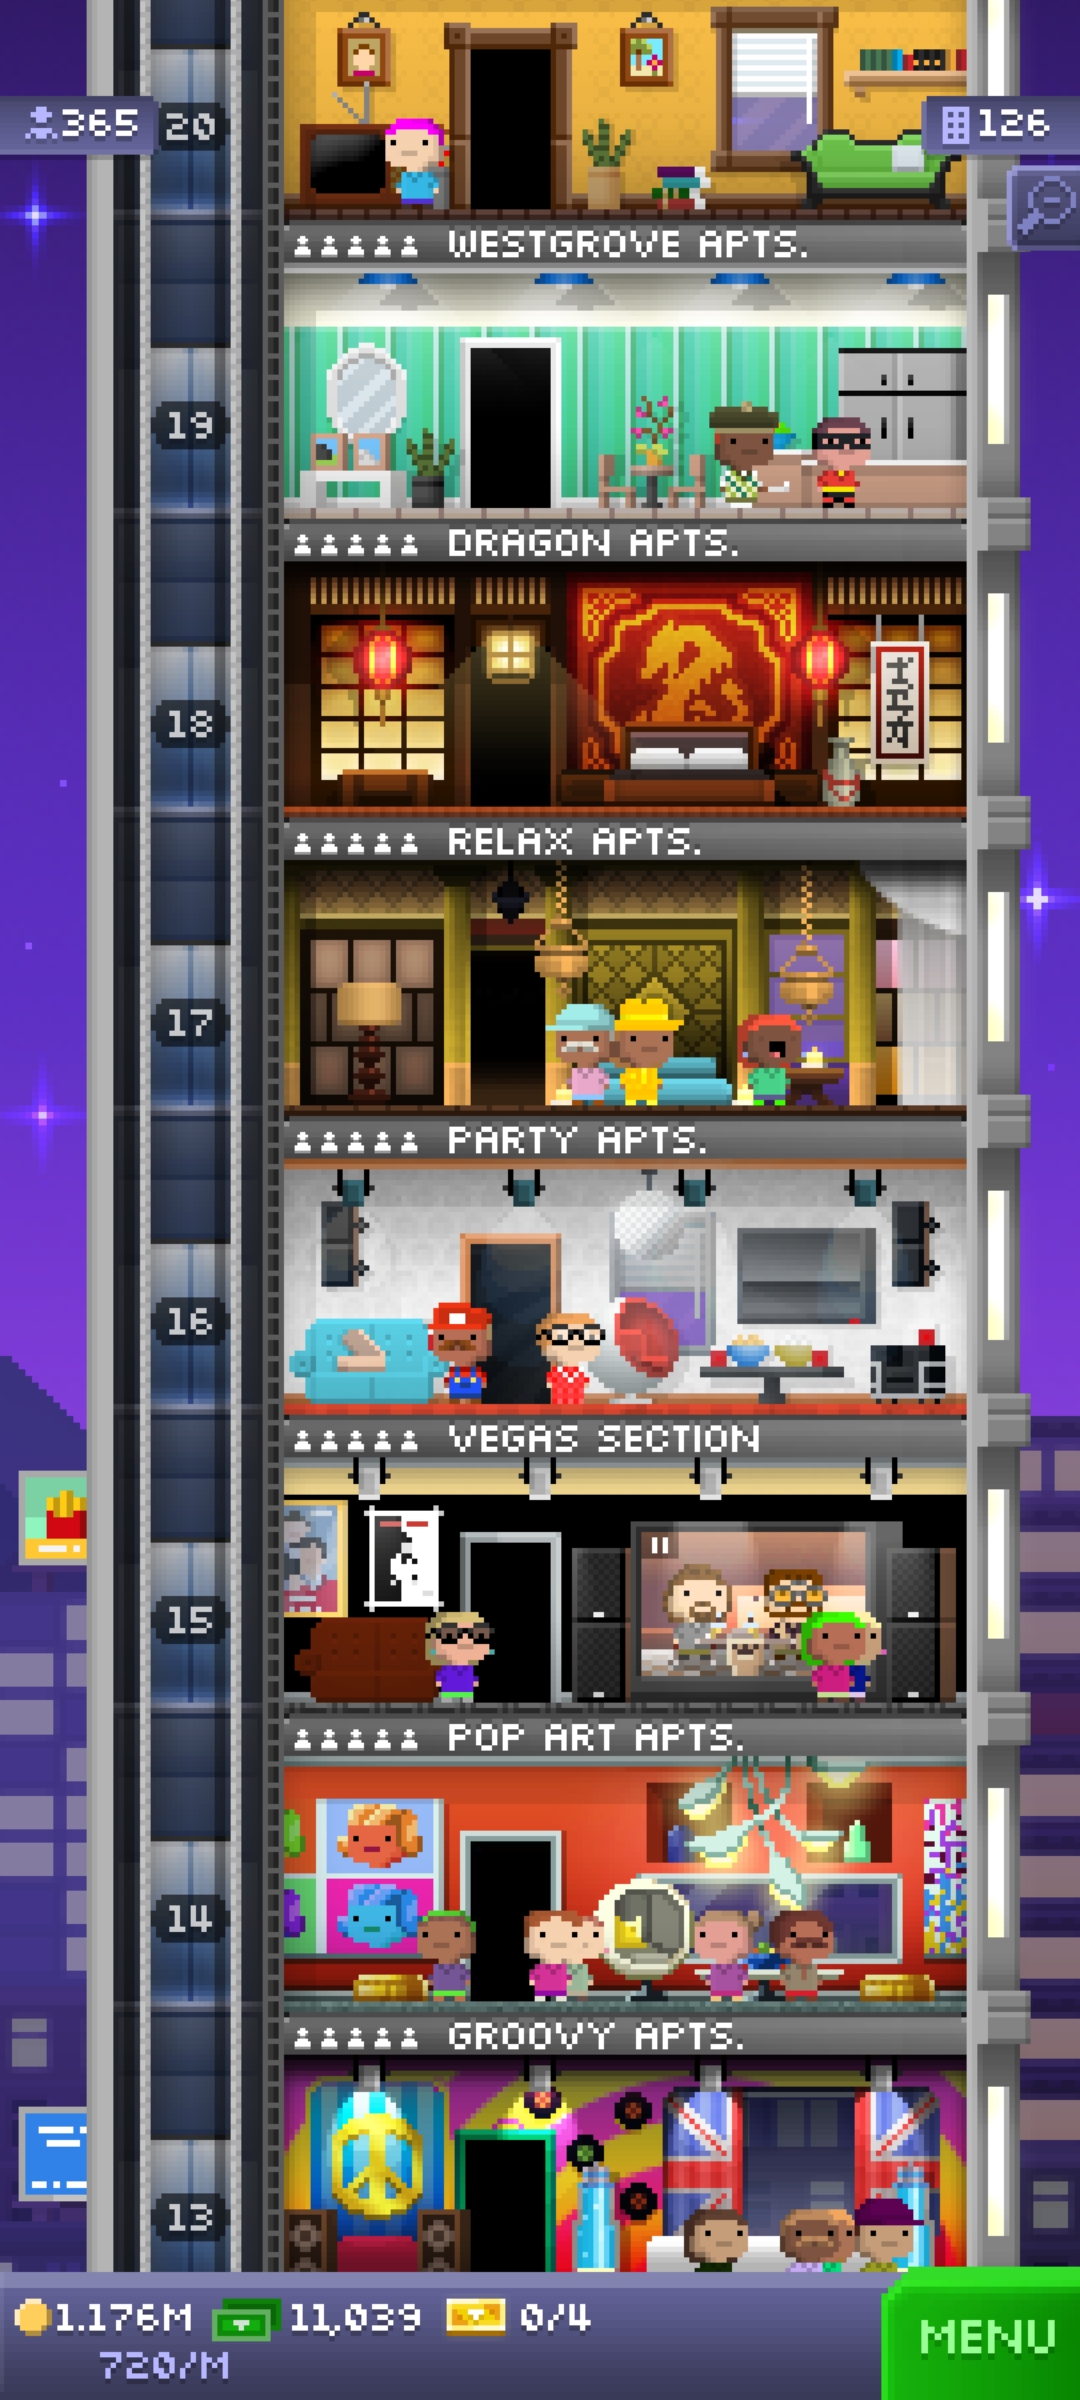 365
20
126
WESTGROVE APTS.
19
DRAGON APTS.
18
RELAX APTS.
17
PARTY APTS.
16
VEGAS SECTION
15
POP ART APTS.
14
GROOVY APTS.
13
1.176M 11,039 0/4
720/M
MENU